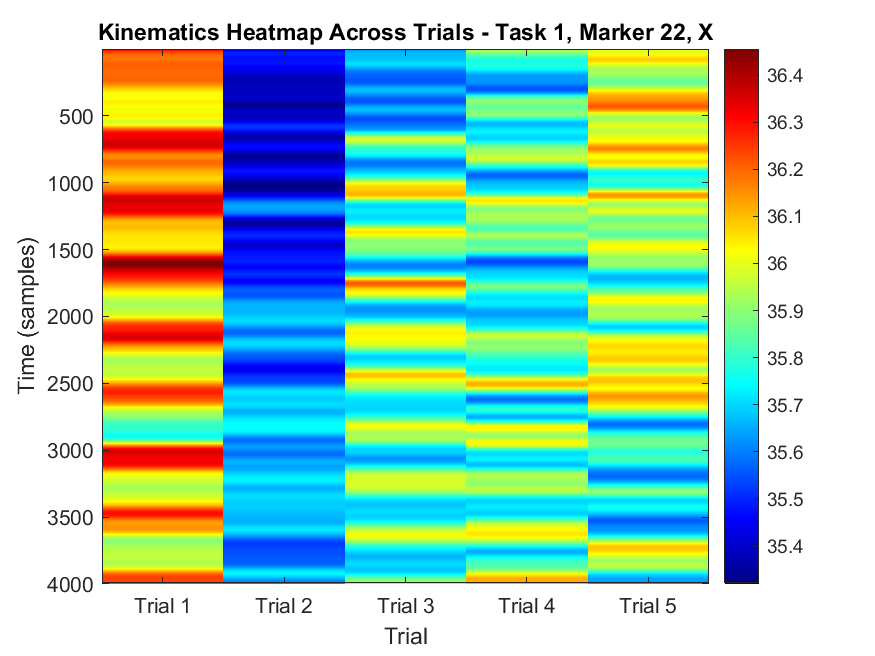 Kinematics Heatmap Across Trials - Task 1, Marker 22, X
500
1000
1500
2000
2500
3000
3500
4000
Time (samples)
Trial 1
Trial 2
Trial 3
Trial 4
Trial 5
Trial
36.4
36.3
36.2
36.1
36
35.9
35.8
35.7
35.6
35.5
35.4